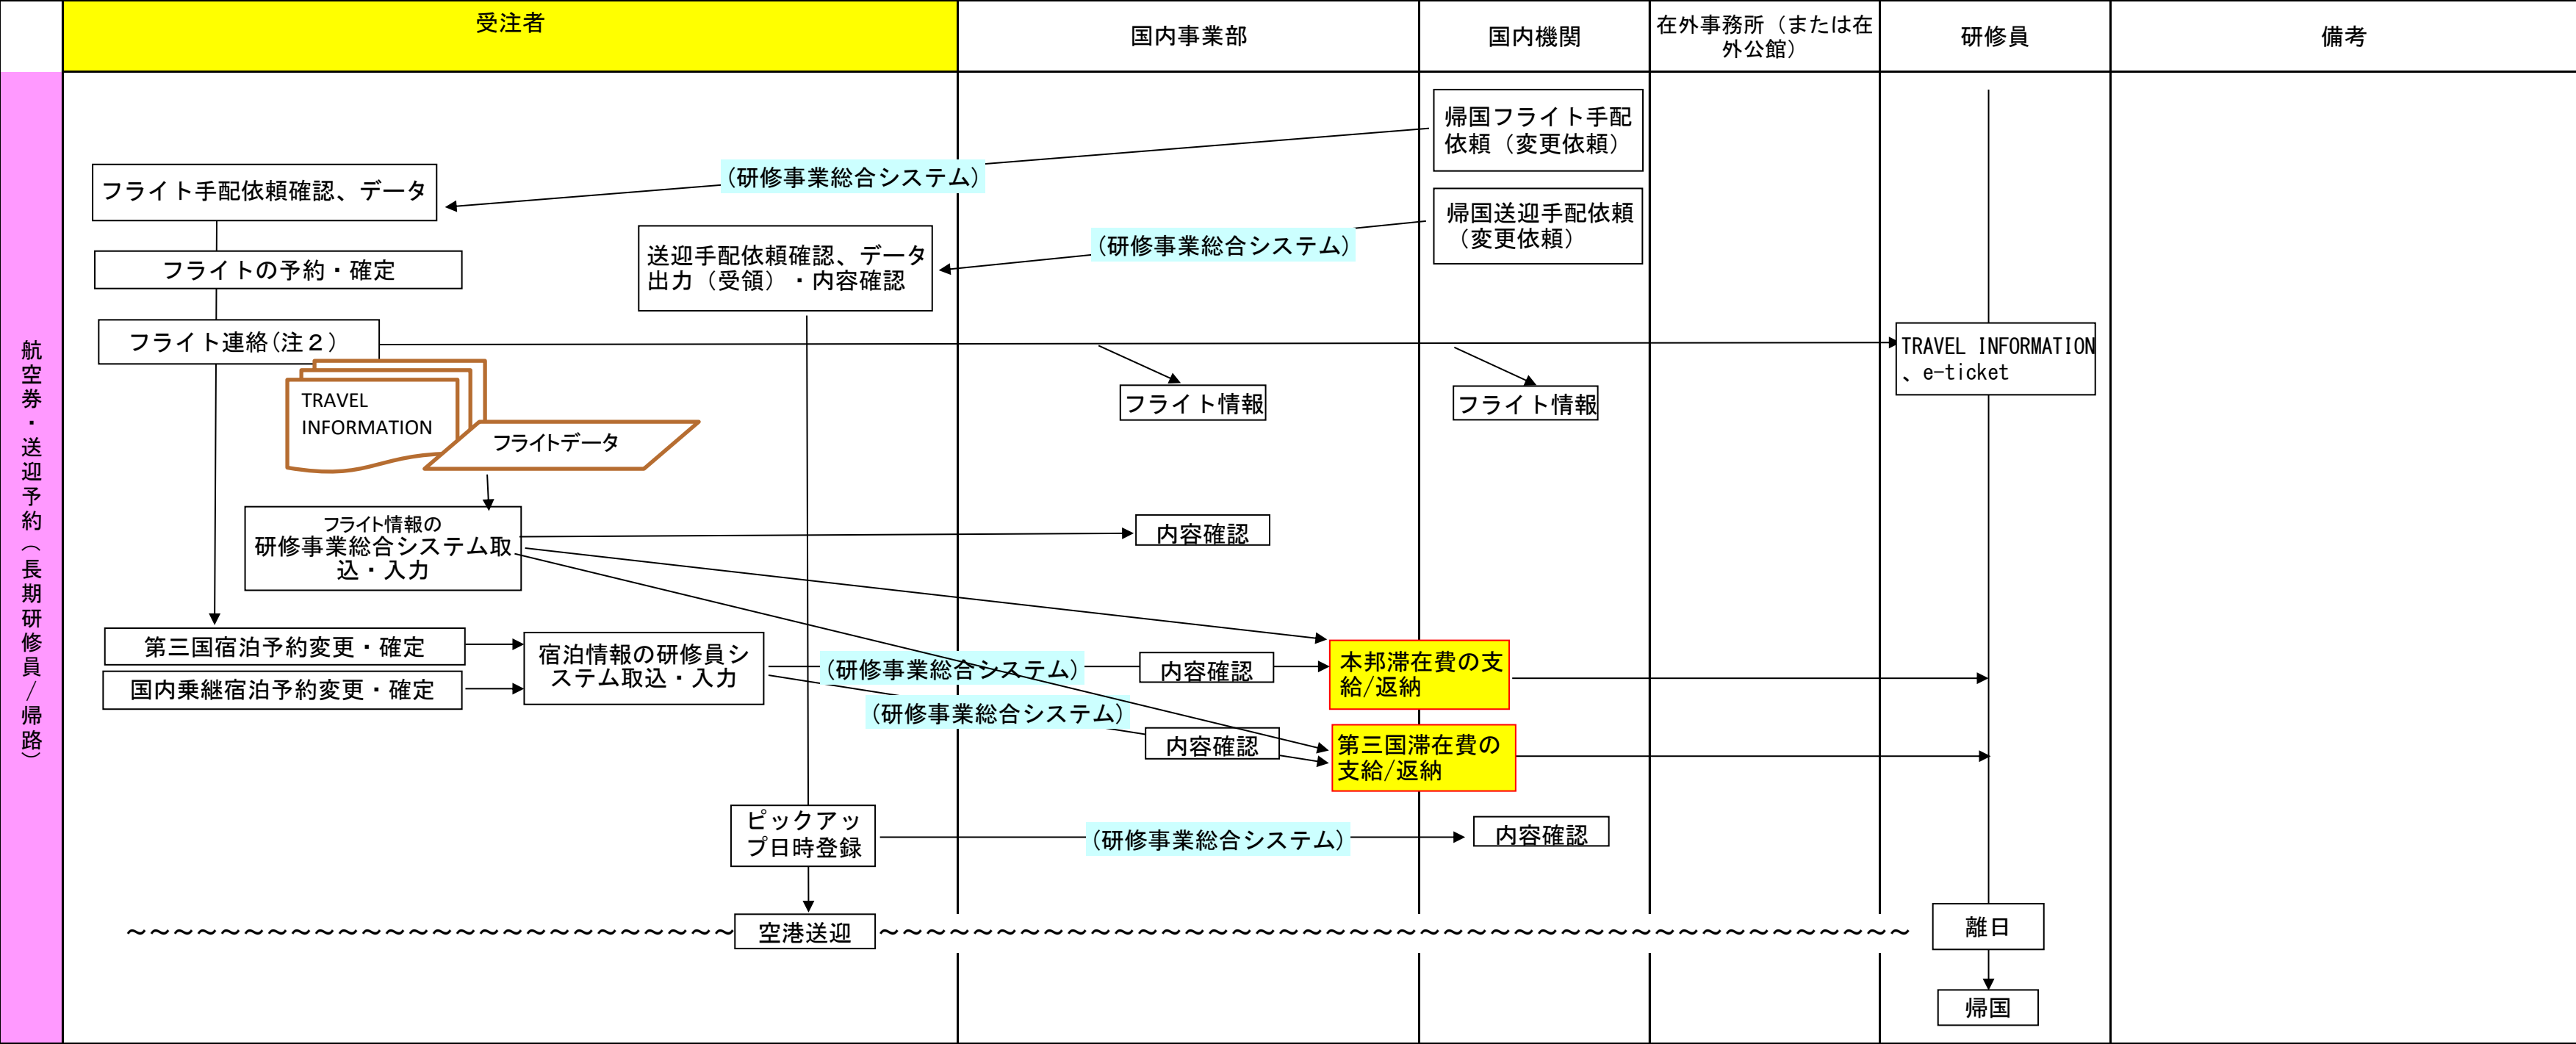 受注者
国内事業部
国内機関
在外事務所（または在
外公館）
研修員
備考
航空券・送迎予約（長期研修員/帰路）
帰国フライト手配
依頼（変更依頼）
(研修事業総合システム)
フライト手配依頼確認、データ
帰国送迎手配依頼
（変更依頼）
(研修事業総合システム)
送迎手配依頼確認、データ
出力（受領）・内容確認
フライトの予約・確定
フライト連絡(注２)
TRAVEL INFORMATION
、e-ticket
フライト情報
フライト情報
TRAVEL
INFORMATION
フライトデータ
フライト情報の
研修事業総合システム取
込・入力
内容確認
第三国宿泊予約変更・確定
国内乗継宿泊予約変更・確定
宿泊情報の研修員シ
ステム取込・入力
(研修事業総合システム)
内容確認
本邦滞在費の支
給/返納
(研修事業総合システム)
内容確認
第三国滞在費の
支給/返納
ピックアッ
プ日時登録
(研修事業総合システム)
内容確認
～～～～～～～～～～～～～～～～～～～～～～～～～～
空港送迎
～～～～～～～～～～～～～～～～～～～～～～～～～～～～～～～～～～～～～～～～～～～～
離日
帰国